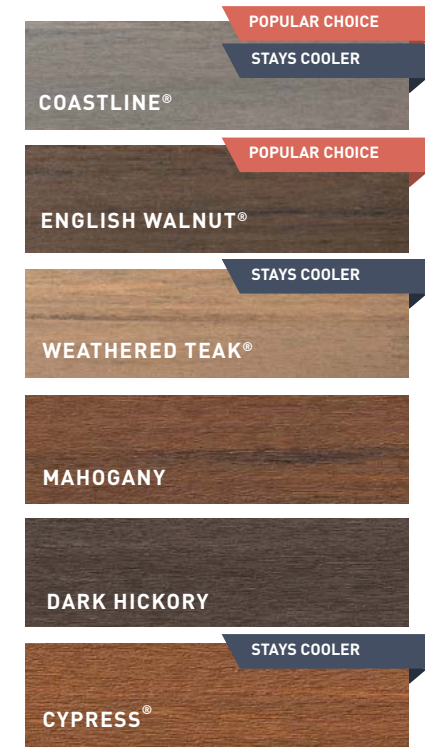 POPULAR CHOICE
STAYS COOLER
COASTLINE®
POPULAR CHOICE
ENGLISH WALNUT®
STAYS COOLER
WEATHERED TEAK®
MAHOGANY
DARK HICKORY
STAYS COOLER
CYPRESS®